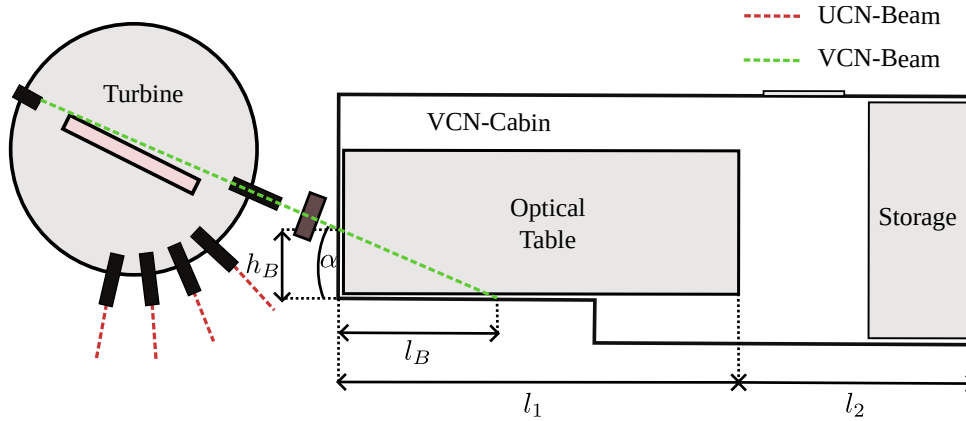 UCN-Beam
VCN-Beam
Turbine
VCN-Cabin
Optical
Table
Storage
h_B
α
l_B
l_1
l_2